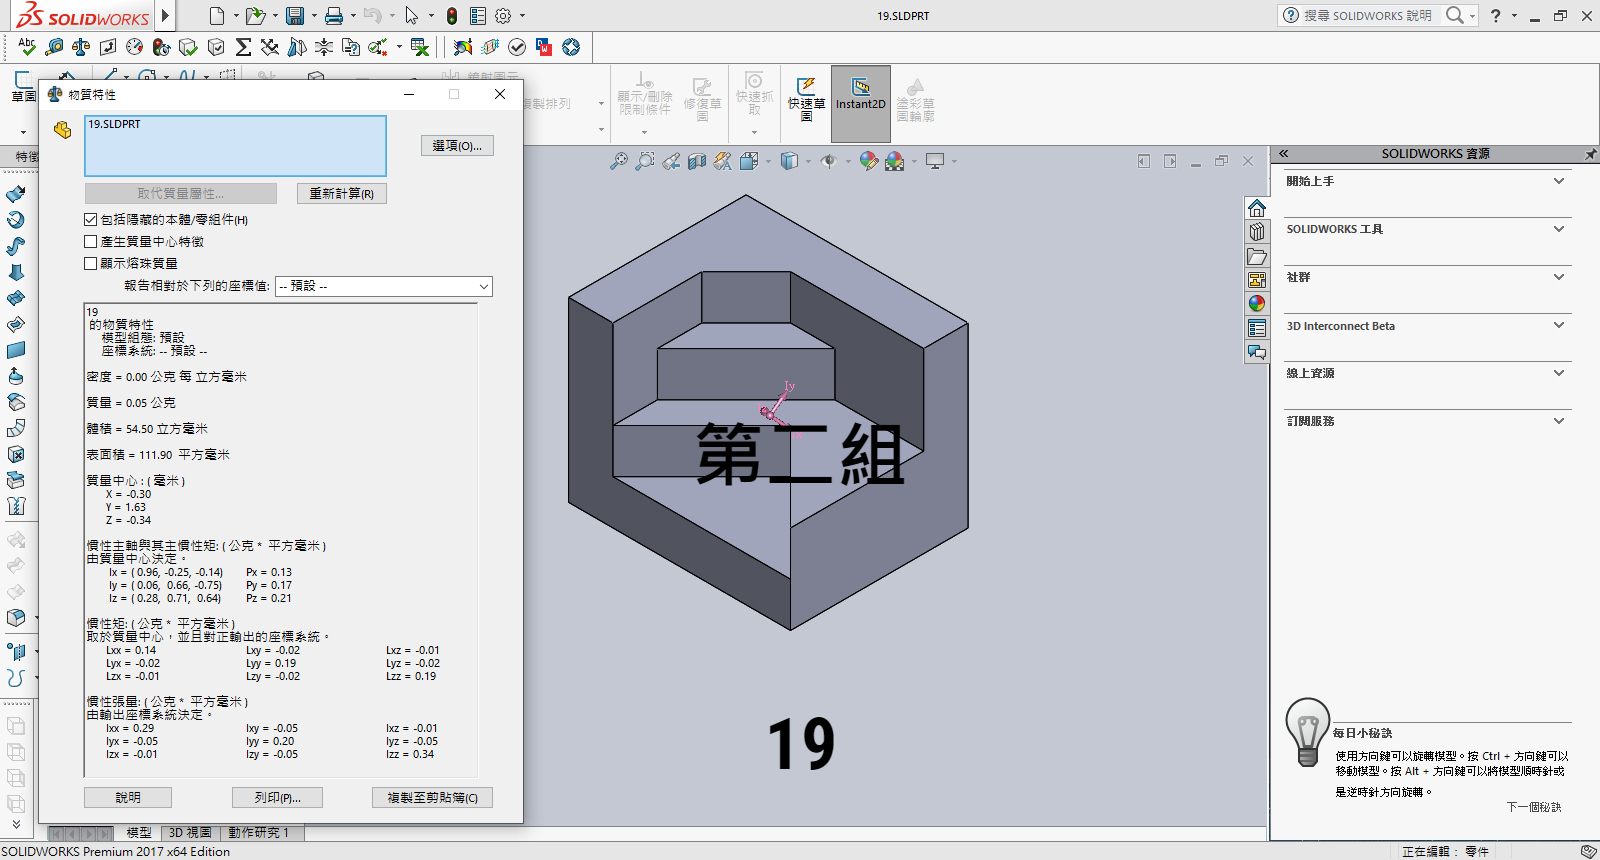 SOLIDWORKS
19.SLDPRT
搜尋 SOLIDWORKS 說明
Abc
草圖
鏡射圖元
複製排列
顯示/刪除限制條件
修復草圖
快速抓取
快速草圖
Instant2D
塗彩草圖輪廓
特徵
物質特性
19.SLDPRT
選項(O)...
取代質量屬性...
重新計算(R)
包括隱藏的本體/零組件(H)
產生質量中心特徵
顯示熔珠質量
報告相對於下列的座標值: -- 預設 --
19
的物質特性
模型組態: 預設
座標系統: -- 預設 --
密度 = 0.00 公克 每 立方毫米
質量 = 0.05 公克
體積 = 54.50 立方毫米
表面積 = 111.90 平方毫米
質量中心 : ( 毫米 )
X = -0.30
Y = 1.63
Z = -0.34
慣性主軸與其主慣性矩: ( 公克 * 平方毫米 )
由質量中心決定。
Ix = ( 0.96, -0.25, -0.14) Px = 0.13
Iy = ( 0.06, 0.66, -0.75) Py = 0.17
Iz = ( 0.28, 0.71, 0.64) Pz = 0.21
慣性矩: ( 公克 * 平方毫米 )
取於質量中心，並且對正輸出的座標系統。
Lxx = 0.14 Lxy = -0.02 Lxz = -0.01
Lyx = -0.02 Lyy = 0.19 Lyz = -0.02
Lzx = -0.01 Lzy = -0.02 Lzz = 0.19
慣性張量: ( 公克 * 平方毫米 )
由輸出座標系統決定。
Ixx = 0.29 Ixy = -0.05 Ixz = -0.01
Iyx = -0.05 Iyy = 0.20 Iyz = -0.05
Izx = -0.01 Izy = -0.05 Izz = 0.34
說明
列印(P)...
複製至剪貼簿(C)
Iy
第二組
19
SOLIDWORKS 資源
開始上手
SOLIDWORKS 工具
社群
3D Interconnect Beta
線上資源
訂閱服務
每日小秘訣
使用方向鍵可以旋轉模型。按 Ctrl + 方向鍵可以
移動模型。按 Alt + 方向鍵可以將模型順時針或
是逆時針方向旋轉。
下一個秘訣
模型
3D 視圖
動作研究 1
SOLIDWORKS Premium 2017 x64 Edition
正在編輯： 零件